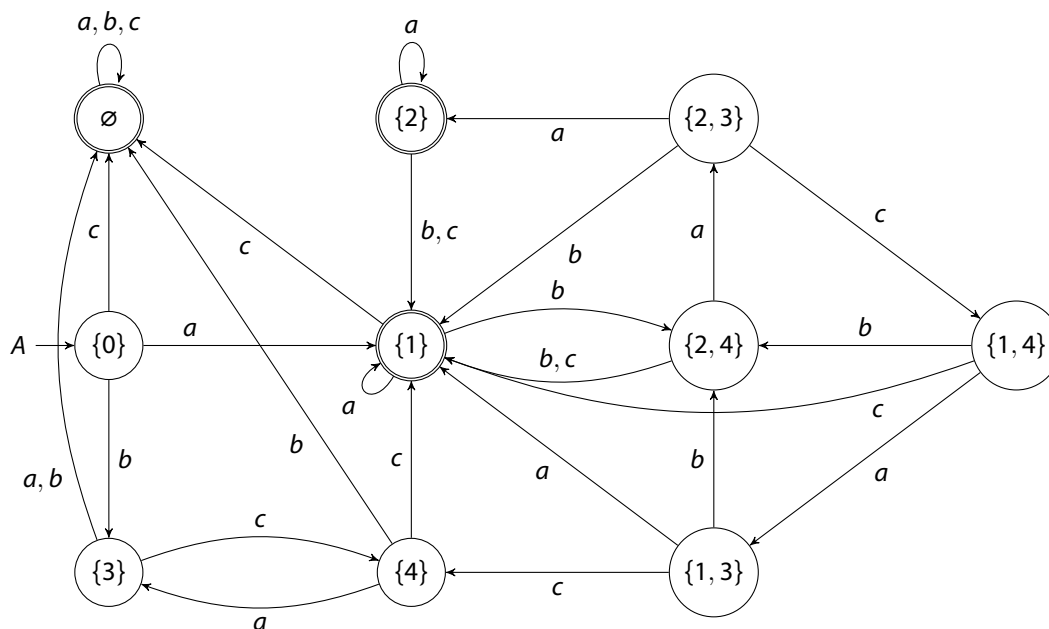 a, b, c
a
∅
{2}
{2, 3}
a
c
c
b, c
b
c
a
b
A
{0}
a
{1}
b, c
{2, 4}
b
{1, 4}
a
c
b
a, b
b
c
a
b
a
c
{3}
{4}
c
{1, 3}
a